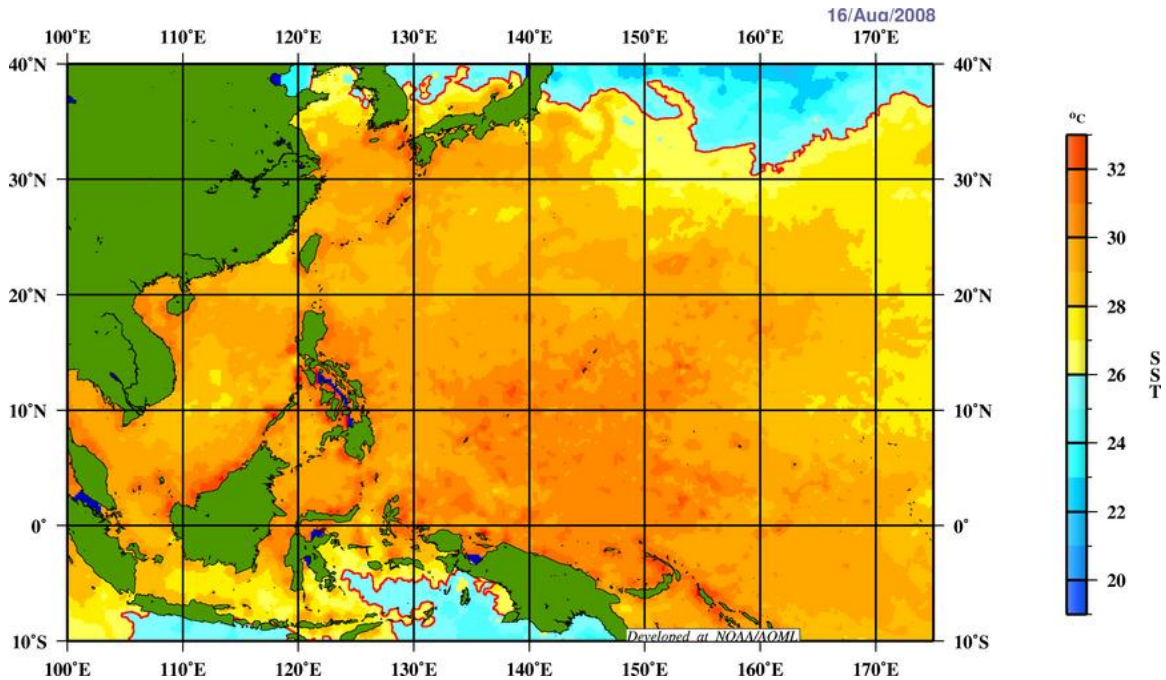 16/Aug/2008
100°E 110°E 120°E 130°E 140°E 150°E 160°E 170°E
40°N 40°N
30°N 30°N
20°N 20°N
10°N 10°N
0° 0°
10°S 10°S
100°E 110°E 120°E 130°E 140°E 150°E 160°E 170°E
Developed at NOAA/AOML
°C
32
30
28
26
24
22
20
S
S
T